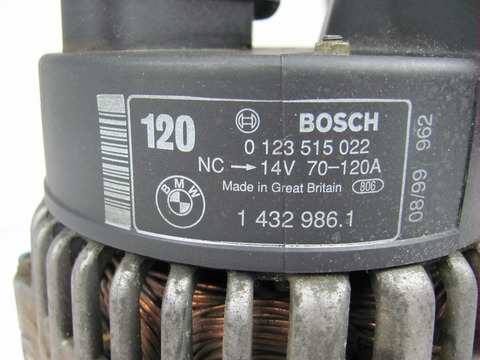 120
BOSCH
0 123 515 022
NC → 14V 70-120A
Made in Great Britain 806
BMW
1 432 986.1
08/99 962